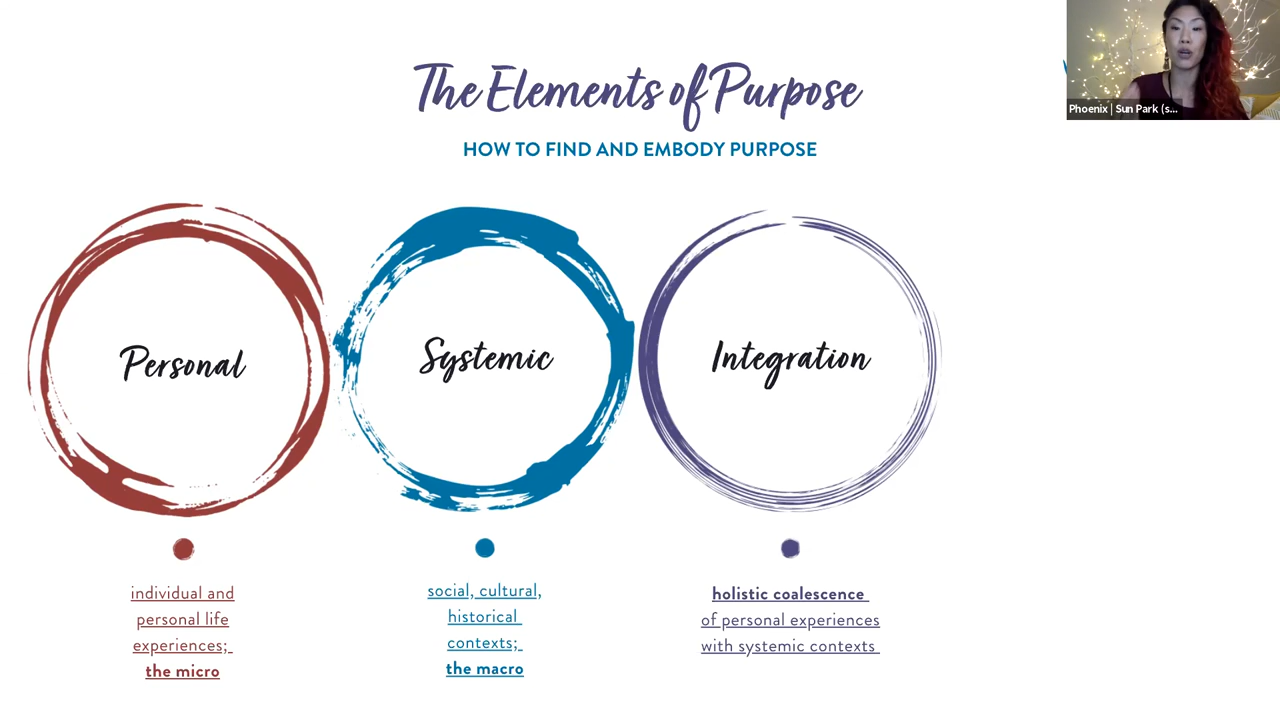 The Elements of Purpose
HOW TO FIND AND EMBODY PURPOSE
Phoenix | Sun Park (s...
Personal
Systemic
Integration
individual and
personal life
experiences;
the micro
social, cultural,
historical
contexts;
the macro
holistic coalescence
of personal experiences
with systemic contexts